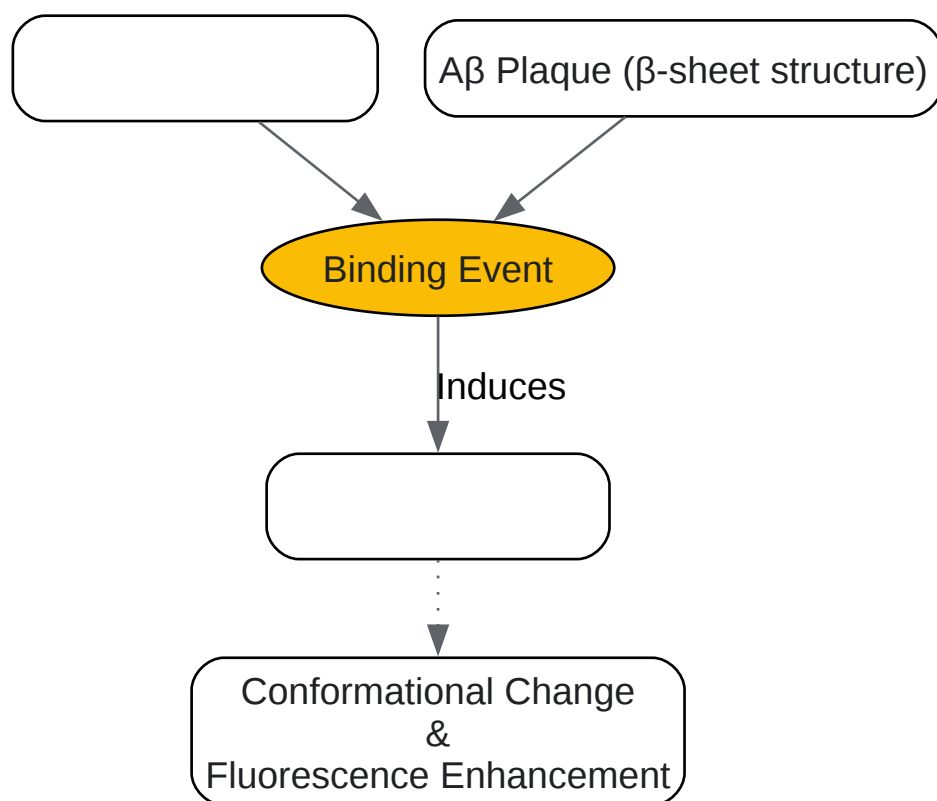 Aβ Plaque (β-sheet structure)
Binding Event
Induces
Conformational Change
&
Fluorescence Enhancement